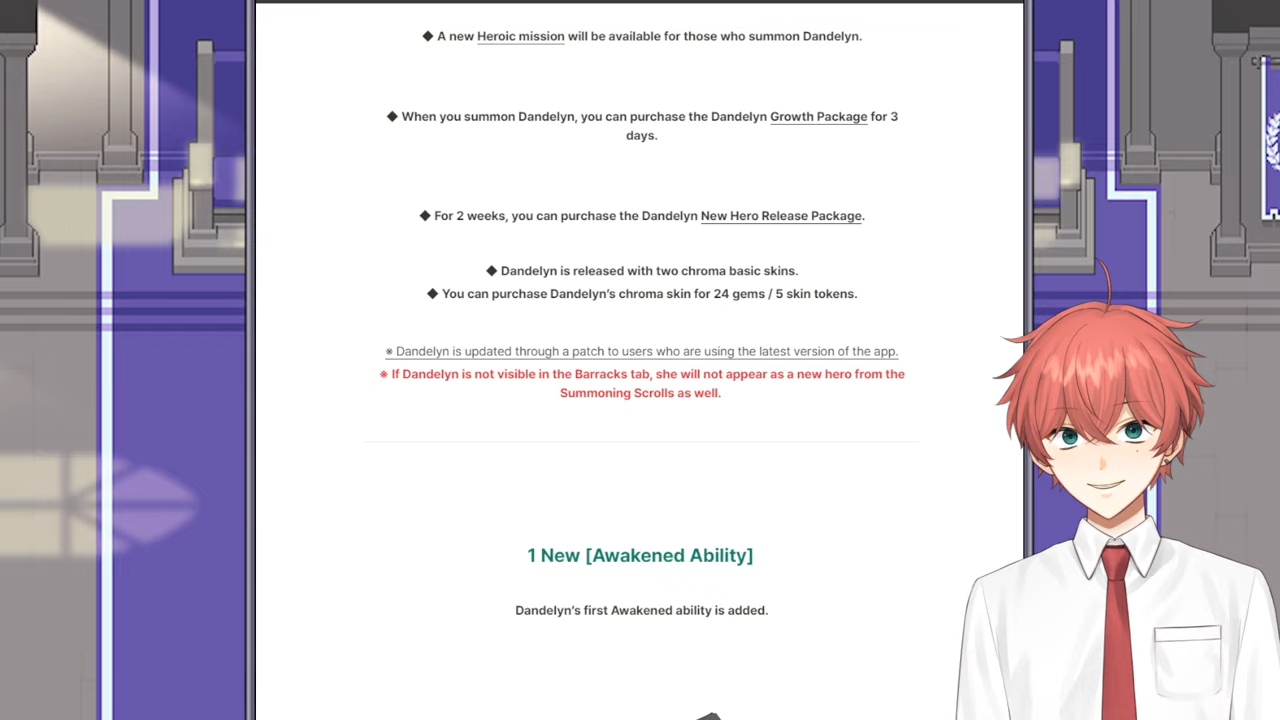 ◆ A new Heroic mission will be available for those who summon Dandelyn.
◆ When you summon Dandelyn, you can purchase the Dandelyn Growth Package for 3
days.
◆ For 2 weeks, you can purchase the Dandelyn New Hero Release Package.
◆ Dandelyn is released with two chroma basic skins.
◆ You can purchase Dandelyn's chroma skin for 24 gems / 5 skin tokens.
※ Dandelyn is updated through a patch to users who are using the latest version of the app.
※ If Dandelyn is not visible in the Barracks tab, she will not appear as a new hero from the
Summoning Scrolls as well.
1 New [Awakened Ability]
Dandelyn's first Awakened ability is added.